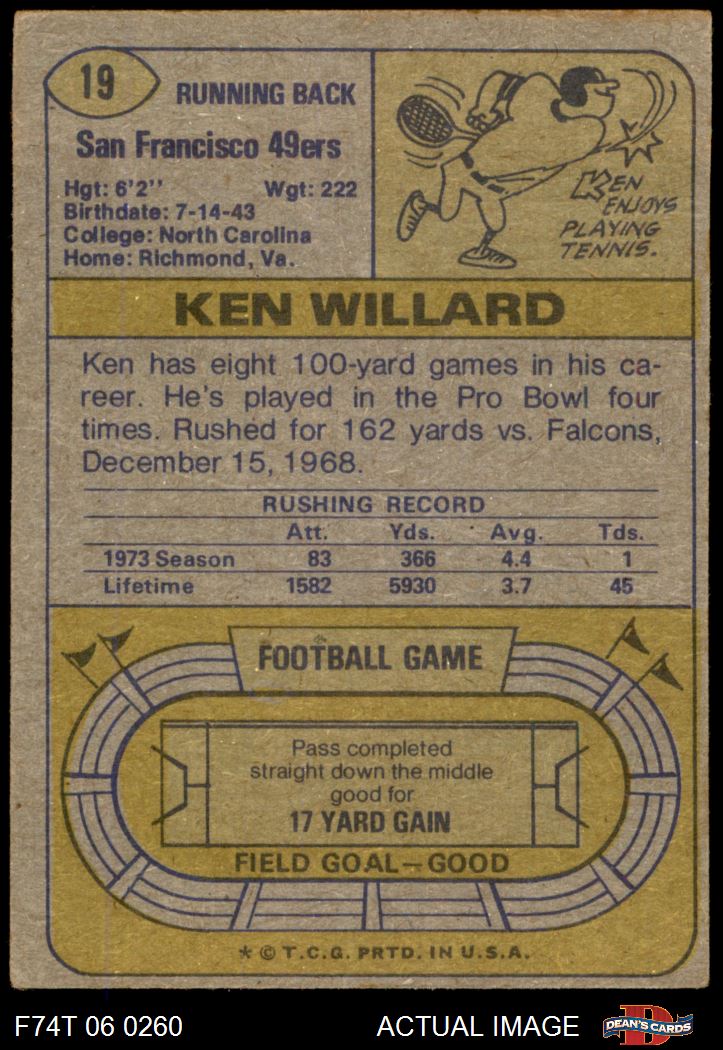 19
RUNNING BACK
San Francisco 49ers
Hgt: 6'2'' Wgt: 222
Birthdate: 7-14-43
College: North Carolina
Home: Richmond, Va.
KEN
ENJOYS
PLAYING
TENNIS.
KEN WILLARD
Ken has eight 100-yard games in his ca-
reer. He's played in the Pro Bowl four
times. Rushed for 162 yards vs. Falcons,
December 15, 1968.
RUSHING RECORD
Att. Yds. Avg. Tds.
1973 Season 83 366 4.4 1
Lifetime 1582 5930 3.7 45
FOOTBALL GAME
Pass completed
straight down the middle
good for
17 YARD GAIN
FIELD GOAL—GOOD
* © T.C.G. PRTD. IN U.S.A.
F74T 06 0260 ACTUAL IMAGE D DEAN'S CARDS